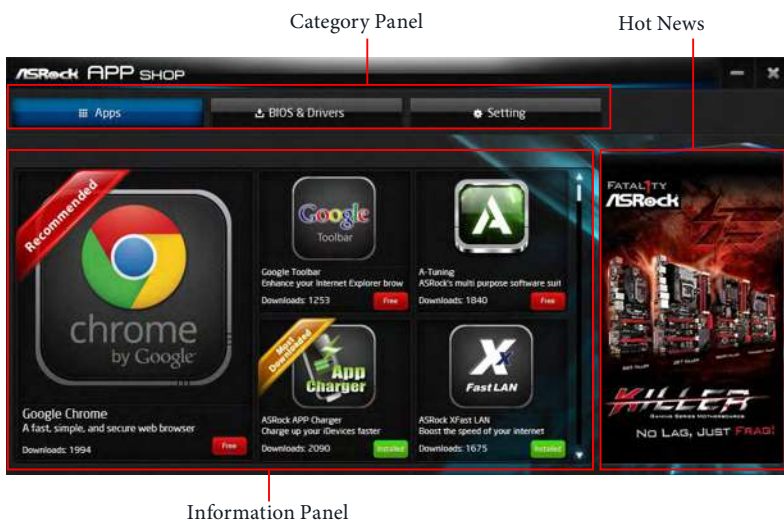 Category Panel
Hot News
ASRock APP SHOP
Apps
BIOS & Drivers
Setting
Recommended
chrome
by Google
Google Chrome
A fast, simple, and secure web browser
Downloads: 1994
Free
Google
Toolbar
Google Toolbar
Enhance your Internet Explorer brow
Downloads: 1253
Free
A
A-Tuning
ASRock's multi purpose software suit
Downloads: 1840
Free
Most Downloaded
App
Charger
ASRock APP Charger
Charge up your iDevices faster
Downloads: 2090
Installed
X
Fast LAN
ASRock XFast LAN
Boost the speed of your internet
Downloads: 1675
Installed
FATAL1TY
ASRock
KILLER
GAMING SERIES MOTHERBOARDS
NO LAG, JUST FRAG!
Information Panel